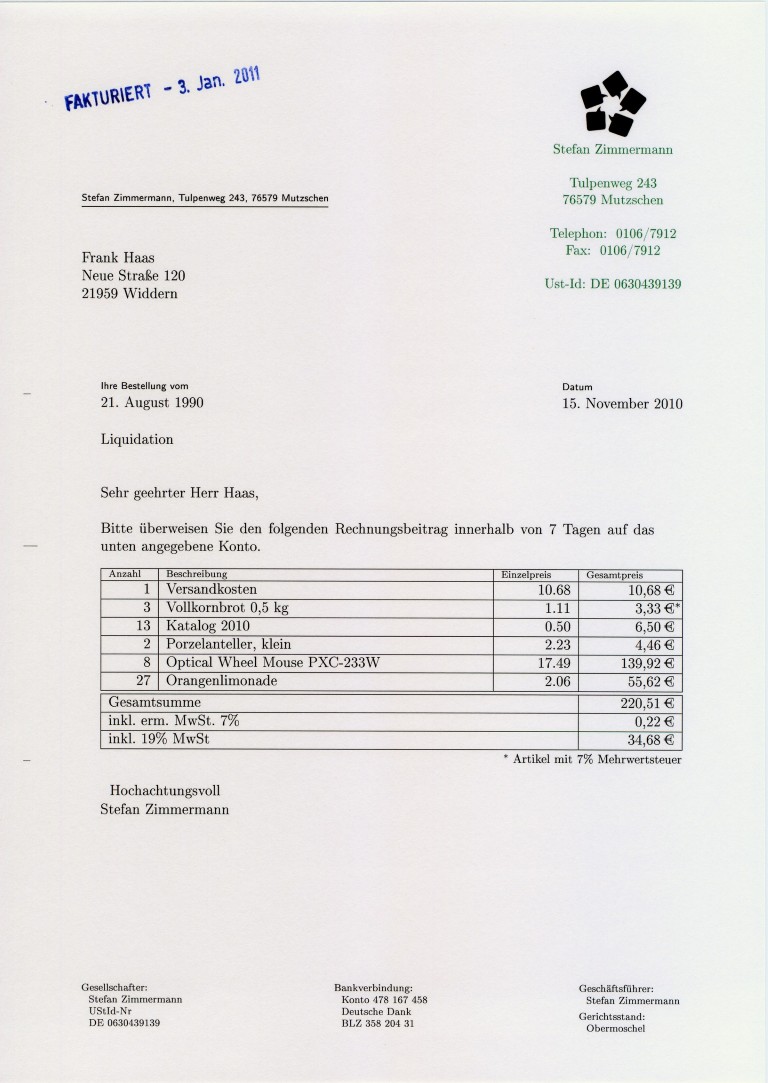 FAKTURIERT - 3. Jan. 2011
Stefan Zimmermann
Tulpenweg 243
76579 Mutzschen
Telephon: 0106/7912
Fax: 0106/7912
Ust-Id: DE 0630439139
Stefan Zimmermann, Tulpenweg 243, 76579 Mutzschen
Frank Haas
Neue Straße 120
21959 Widdern
Ihre Bestellung vom
21. August 1990
Datum
15. November 2010
Liquidation
Sehr geehrter Herr Haas,
Bitte überweisen Sie den folgenden Rechnungsbeitrag innerhalb von 7 Tagen auf das
unten angegebene Konto.
Anzahl Beschreibung Einzelpreis Gesamtpreis
1 Versandkosten 10.68 10,68 €
3 Vollkornbrot 0,5 kg 1.11 3,33 €*
13 Katalog 2010 0.50 6,50 €
2 Porzelanteller, klein 2.23 4,46 €
8 Optical Wheel Mouse PXC-233W 17.49 139,92 €
27 Orangenlimonade 2.06 55,62 €
Gesamtsumme 220,51 €
inkl. erm. MwSt. 7% 0,22 €
inkl. 19% MwSt 34,68 €
* Artikel mit 7% Mehrwertsteuer
Hochachtungsvoll
Stefan Zimmermann
Gesellschafter:
Stefan Zimmermann
UStId-Nr
DE 0630439139
Bankverbindung:
Konto 478 167 458
Deutsche Dank
BLZ 358 204 31
Geschäftsführer:
Stefan Zimmermann
Gerichtsstand:
Obermoschel